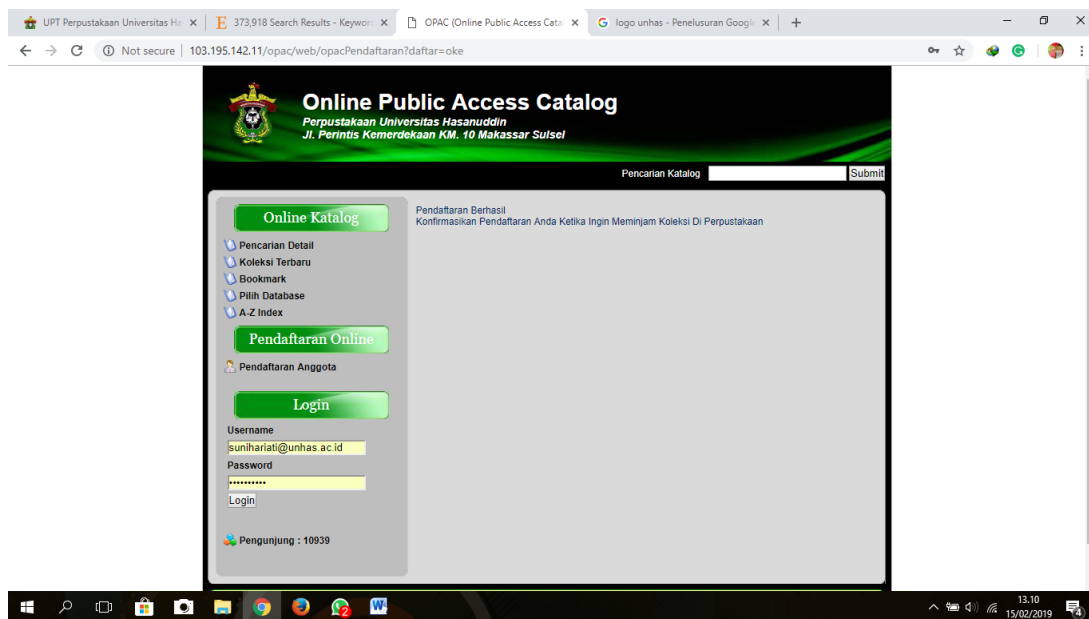 UPT Perpustakaan Universitas Ha
373,918 Search Results - Keywor
OPAC (Online Public Access Cata
logo unhas - Penelusuran Google
Not secure | 103.195.142.11/opac/web/opacPendaftaran?daftar=oke
Online Public Access Catalog
Perpustakaan Universitas Hasanuddin
Jl. Perintis Kemerdekaan KM. 10 Makassar Sulsel
Pencarian Katalog Submit
Online Katalog
Pencarian Detail
Koleksi Terbaru
Bookmark
Pilih Database
A-Z Index
Pendaftaran Online
Pendaftaran Anggota
Login
Username
sunihariati@unhas.ac.id
Password
••••••••••
Login
Pengunjung : 10939
Pendaftaran Berhasil
Konfirmasikan Pendaftaran Anda Ketika Ingin Meminjam Koleksi Di Perpustakaan
13.10
15/02/2019